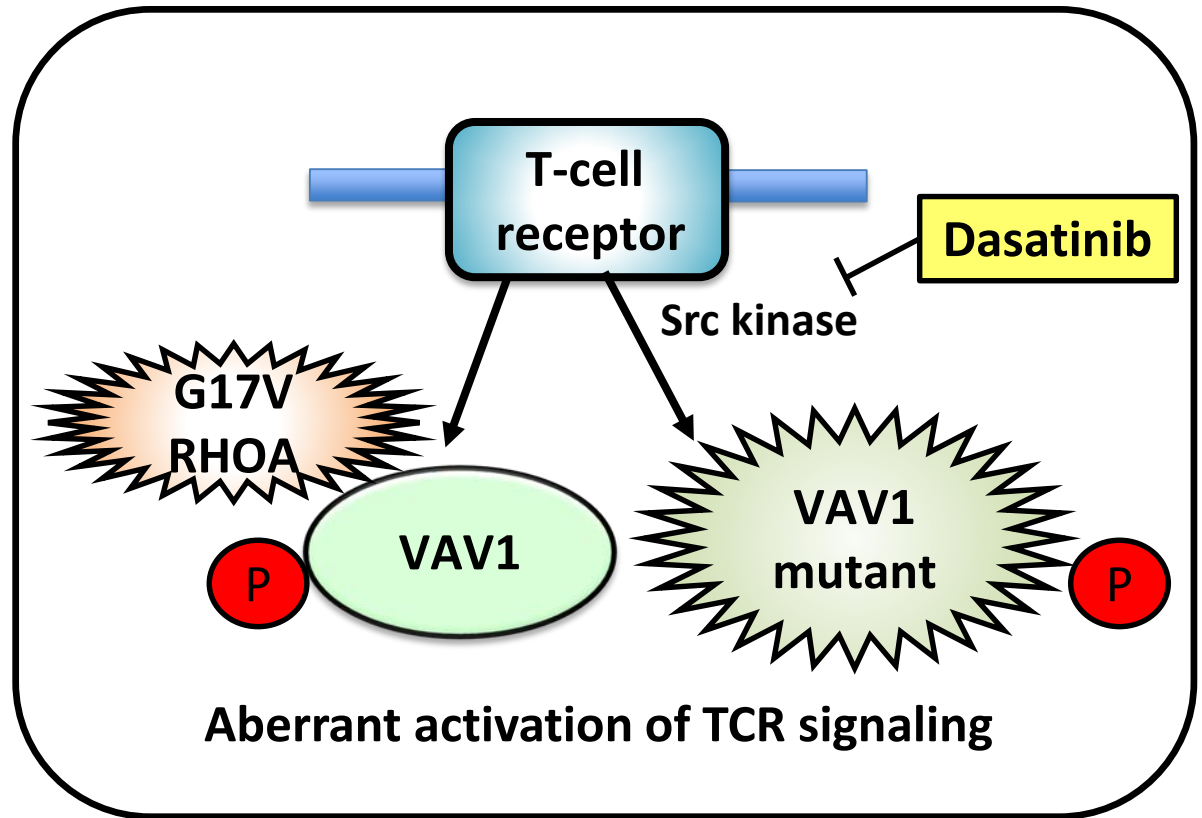 T-cell
receptor
Dasatinib
Src kinase
G17V
RHOA
VAV1
mutant
VAV1
P
P
Aberrant activation of TCR signaling